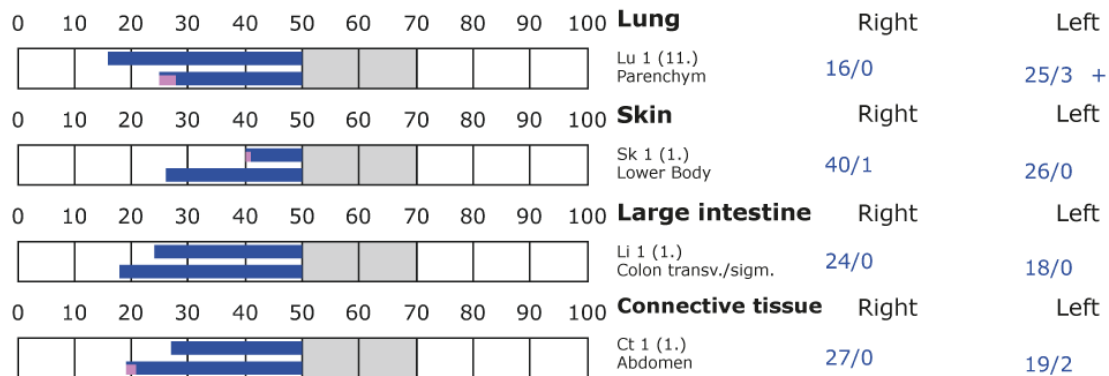 0 10 20 30 40 50 60 70 80 90 100 Lung Right Left
Lu 1 (11.)
Parenchym 16/0 25/3 +
0 10 20 30 40 50 60 70 80 90 100 Skin Right Left
Sk 1 (1.)
Lower Body 40/1 26/0
0 10 20 30 40 50 60 70 80 90 100 Large intestine Right Left
Li 1 (1.)
Colon transv./sigm. 24/0 18/0
0 10 20 30 40 50 60 70 80 90 100 Connective tissue Right Left
Ct 1 (1.)
Abdomen 27/0 19/2